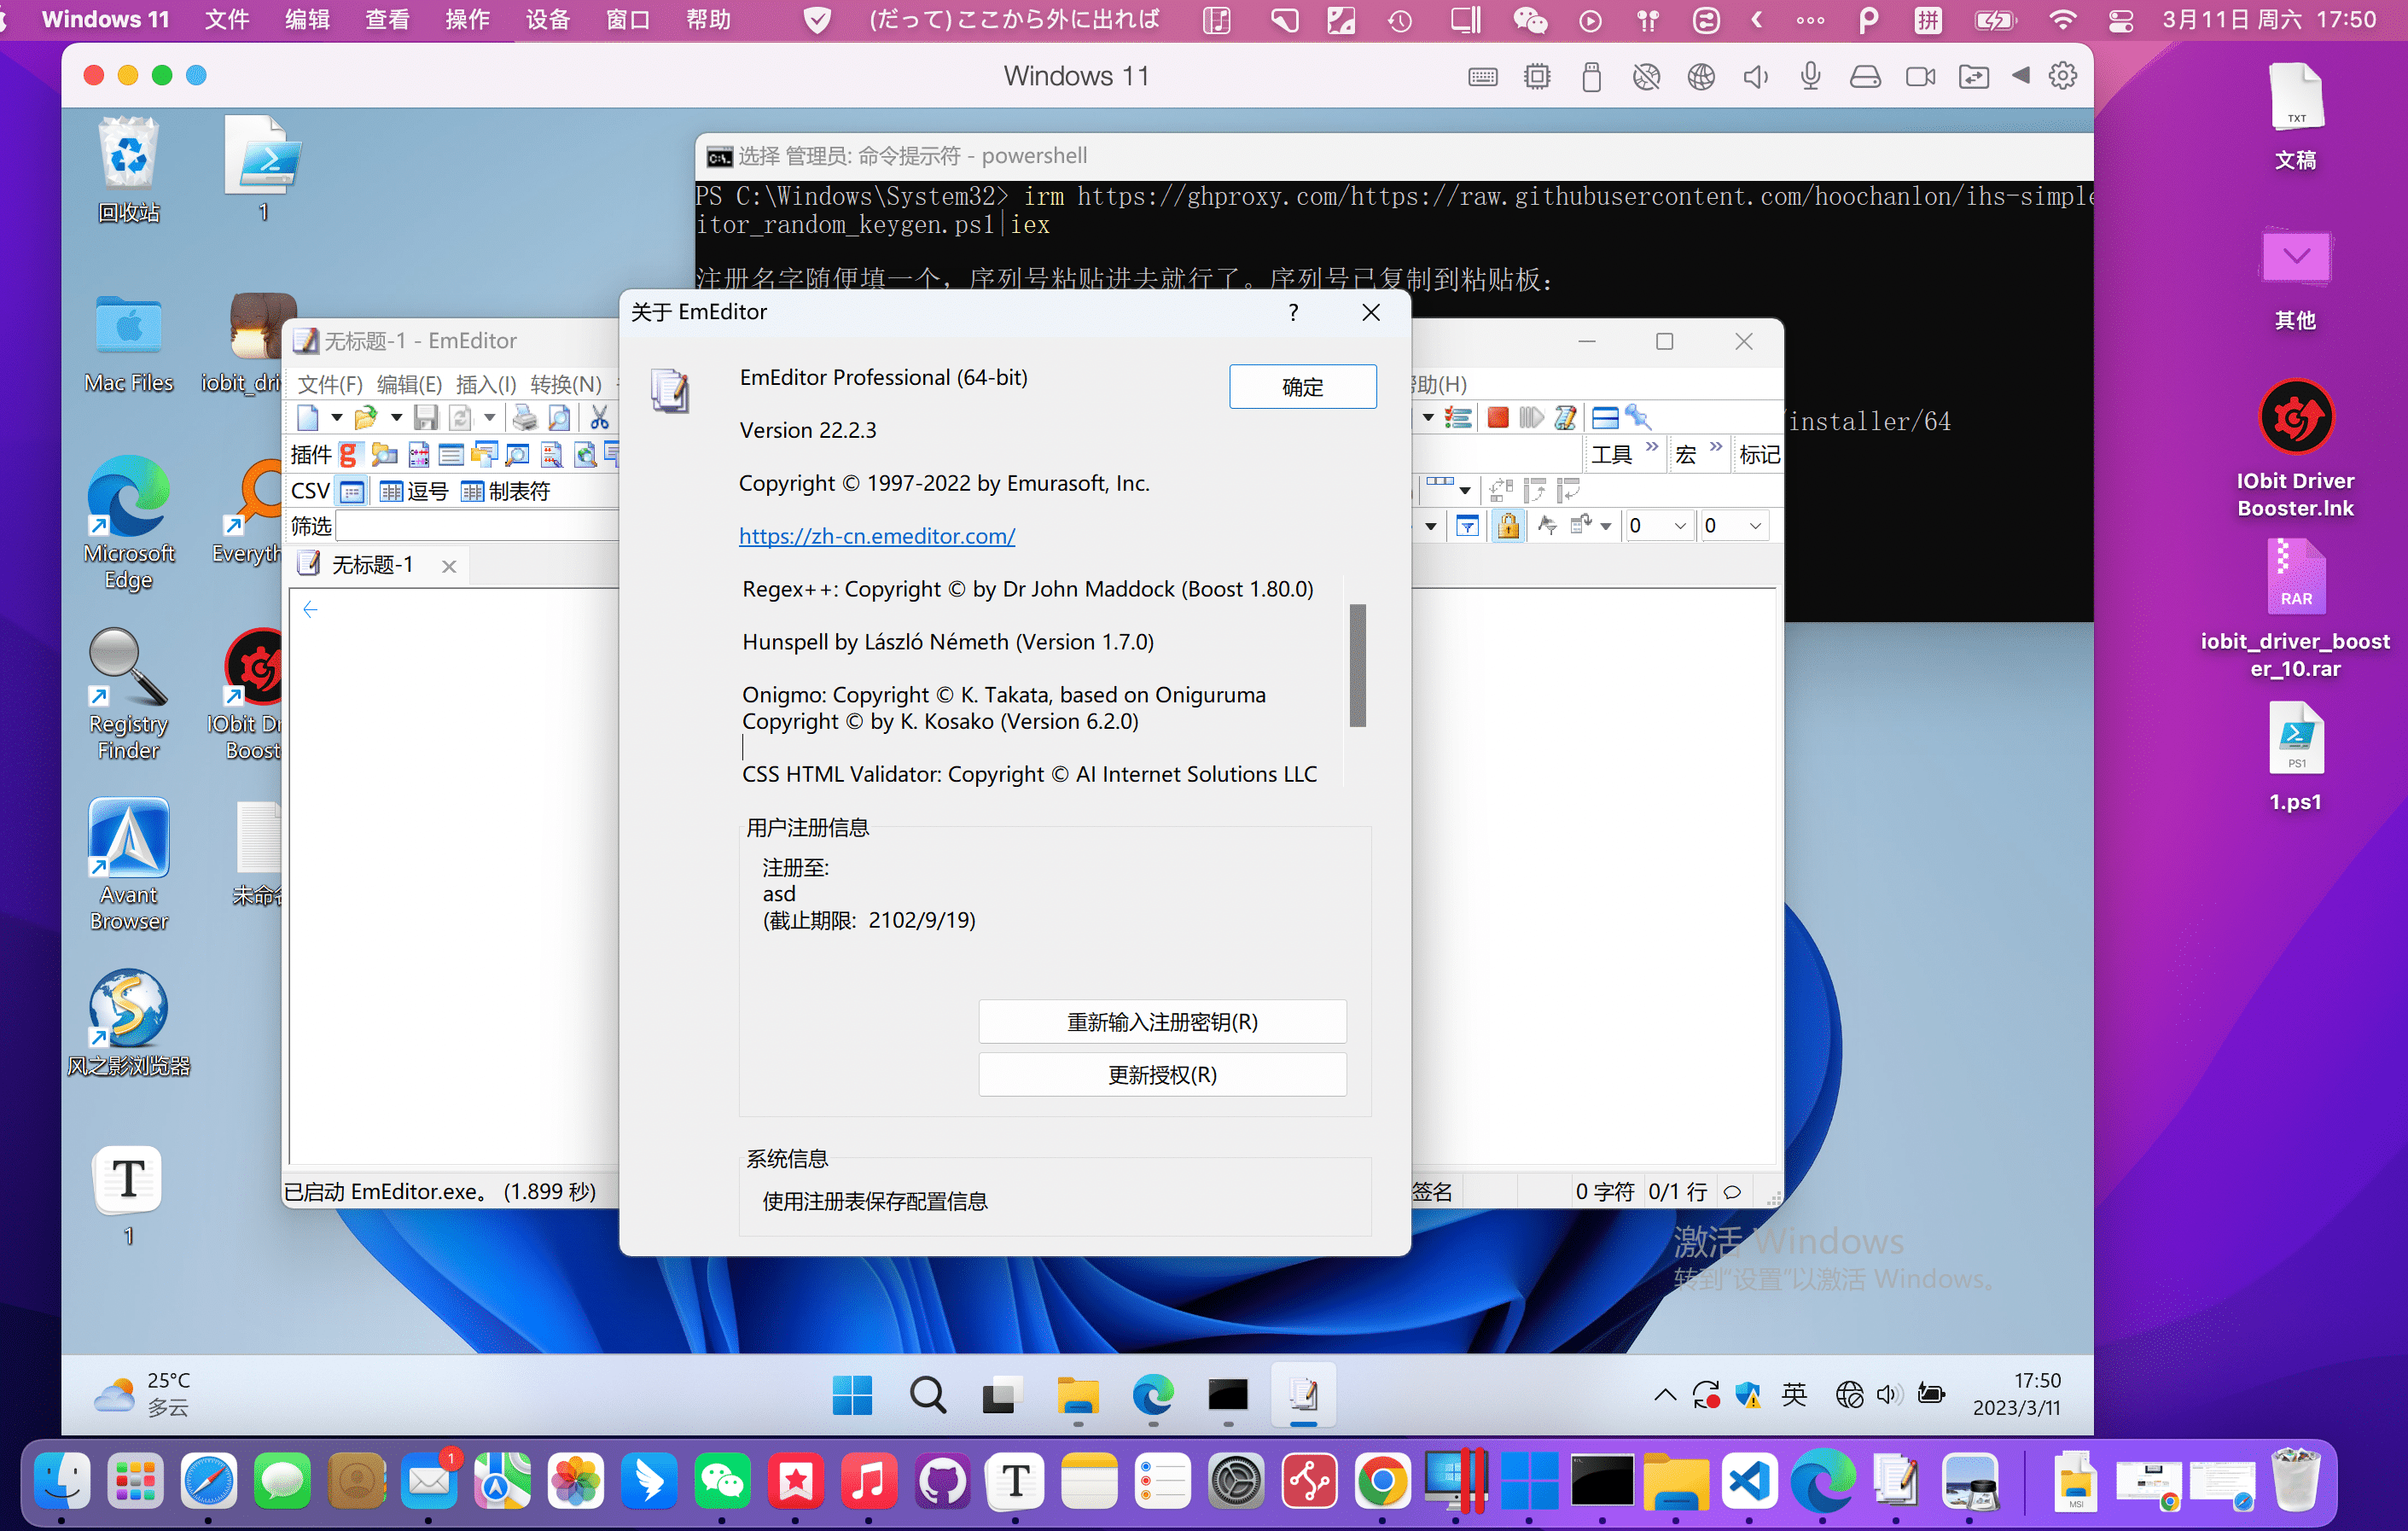 Windows 11 文件 编辑 查看 操作 设备 窗口 帮助 (だって)ここから外に出れば 拼 3月11日 周六 17:50
Windows 11
回收站
1
Mac Files
iobit_dri
Microsoft Edge
Everyth
Registry Finder
IObit Dr
Boost
Avant Browser
未命名
风之影浏览器
T
1
选择 管理员: 命令提示符 - powershell
PS C:\Windows\System32> irm https://ghproxy.com/https://raw.githubusercontent.com/hoochanlon/ihs-simple
itor_random_keygen.ps1|iex
注册名字随便填一个，序列号粘贴进去就行了。序列号已复制到粘贴板：
installer/64
无标题-1 - EmEditor
文件(F) 编辑(E) 插入(I) 转换(N)
帮助(H)
插件
工具 » 宏 » 标记
CSV 逗号 制表符
筛选
0 0
无标题-1
已启动 EmEditor.exe。 (1.899 秒)
签名 0 字符 0/1 行
关于 EmEditor
?
EmEditor Professional (64-bit)
确定
Version 22.2.3
Copyright © 1997-2022 by Emurasoft, Inc.
https://zh-cn.emeditor.com/
Regex++: Copyright © by Dr John Maddock (Boost 1.80.0)
Hunspell by László Németh (Version 1.7.0)
Onigmo: Copyright © K. Takata, based on Oniguruma
Copyright © by K. Kosako (Version 6.2.0)
CSS HTML Validator: Copyright © AI Internet Solutions LLC
用户注册信息
注册至:
asd
(截止期限: 2102/9/19)
重新输入注册密钥(R)
更新授权(R)
系统信息
使用注册表保存配置信息
激活 Windows
转到"设置"以激活 Windows。
25°C
多云
英
17:50
2023/3/11
TXT
文稿
其他
IObit Driver
Booster.lnk
RAR
iobit_driver_boost
er_10.rar
PS1
1.ps1
1
T
MSI